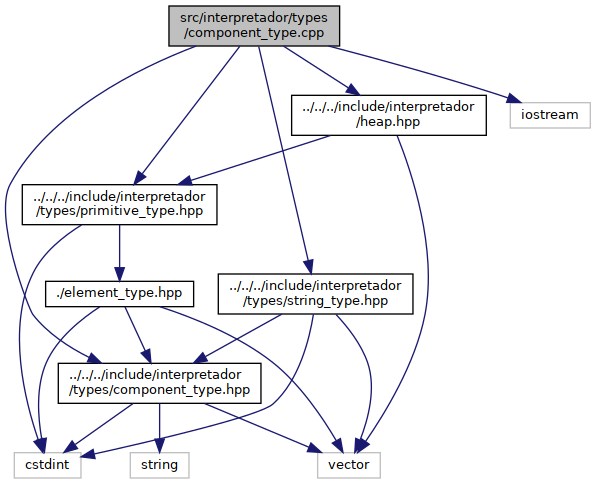 src/interpretador/types
/component_type.cpp
../../../include/interpretador
/heap.hpp
iostream
../../../include/interpretador
/types/primitive_type.hpp
./element_type.hpp
../../../include/interpretador
/types/string_type.hpp
../../../include/interpretador
/types/component_type.hpp
cstdint
string
vector